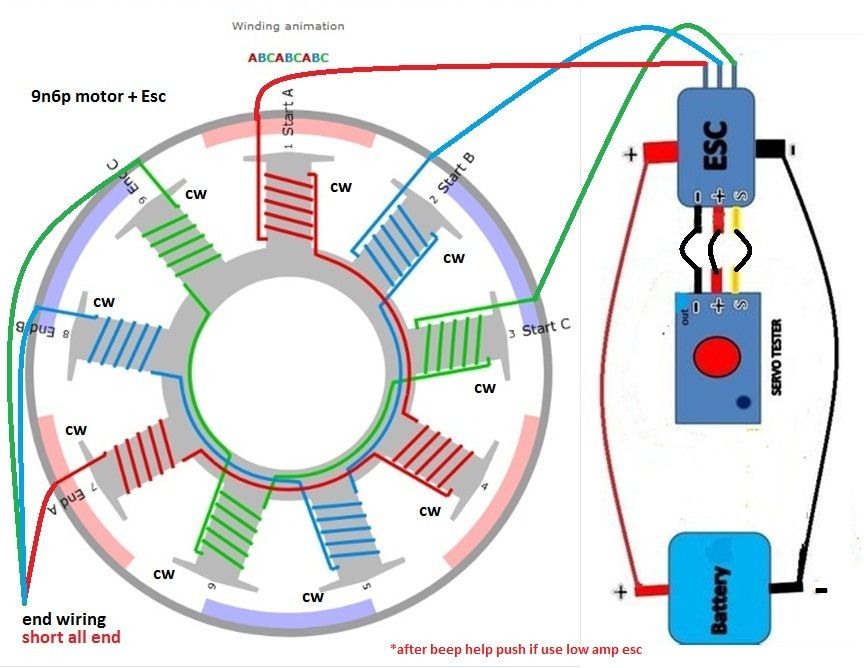 Winding animation
ABCABCABC
9n6p motor + Esc
1 Start A
2 Start B
3 Start C
4
5
6
7 End A
8 End B
9 End C
cw
cw
cw
cw
cw
cw
cw
cw
cw
end wiring
short all end
*after beep help push if use low amp esc
ESC
+
-
- + S
- + S
out
SERVO TESTER
Battery
+
-